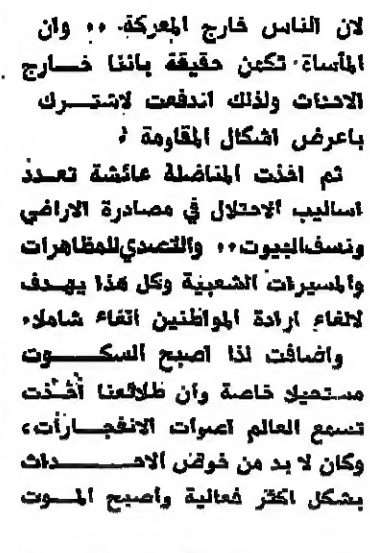 لان الناس خارج المعركة .. وان
المأساة تكمن حقيقة باننا خارج
الاحداث ولذلك اندفعت لاشترك
باعرض اشكال المقاومة .
ثم اخذت المناضلة عائشة تعدد
اساليب الاحتلال في مصادرة الاراضي
ونسف البيوت .. والتصدي للمظاهرات
والمسيرات الشعبية وكل هذا يهدف
لالغاء ارادة المواطنين الغاء شاملا.
واضافت لذا اصبح السكوت
مستحيلا خاصة وان طلائعنا أخذت
تسمع العالم اصوات الانفجارات،
وكان لا بد من خوض الاحداث
بشكل اكثر فعالية وأصبح الموت